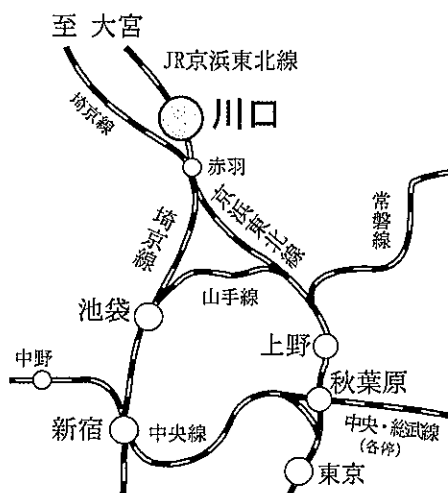 至 大宮
JR京浜東北線
埼京線
川口
赤羽
京浜東北線
埼京線
常磐線
山手線
池袋
上野
中野
秋葉原
新宿
中央線
中央・総武線
(各停)
東京